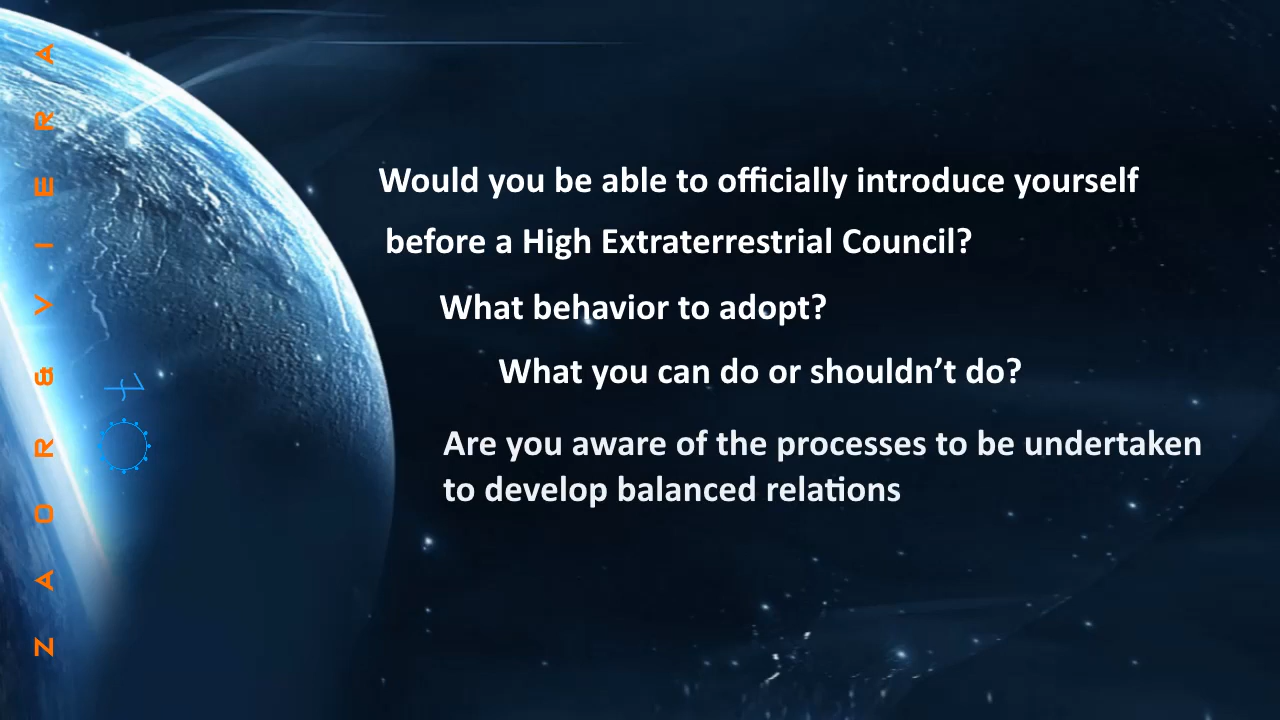 ZAOR & VIERA
Would you be able to officially introduce yourself
before a High Extraterrestrial Council?
What behavior to adopt?
What you can do or shouldn’t do?
Are you aware of the processes to be undertaken
to develop balanced relations